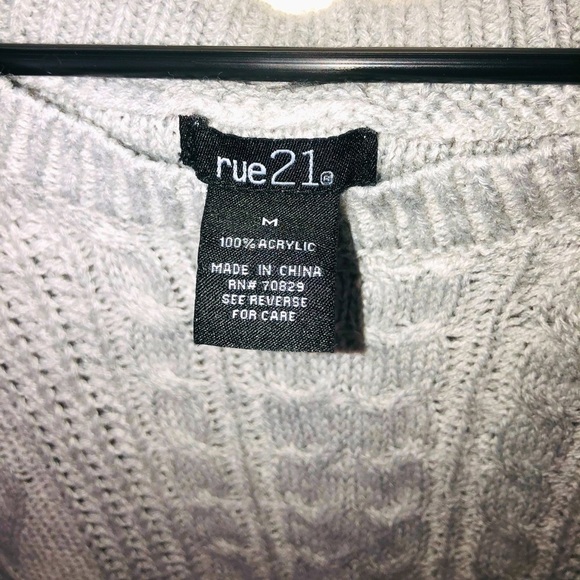 rue21®
M
100% ACRYLIC
MADE IN CHINA
RN# 70829
SEE REVERSE
FOR CARE